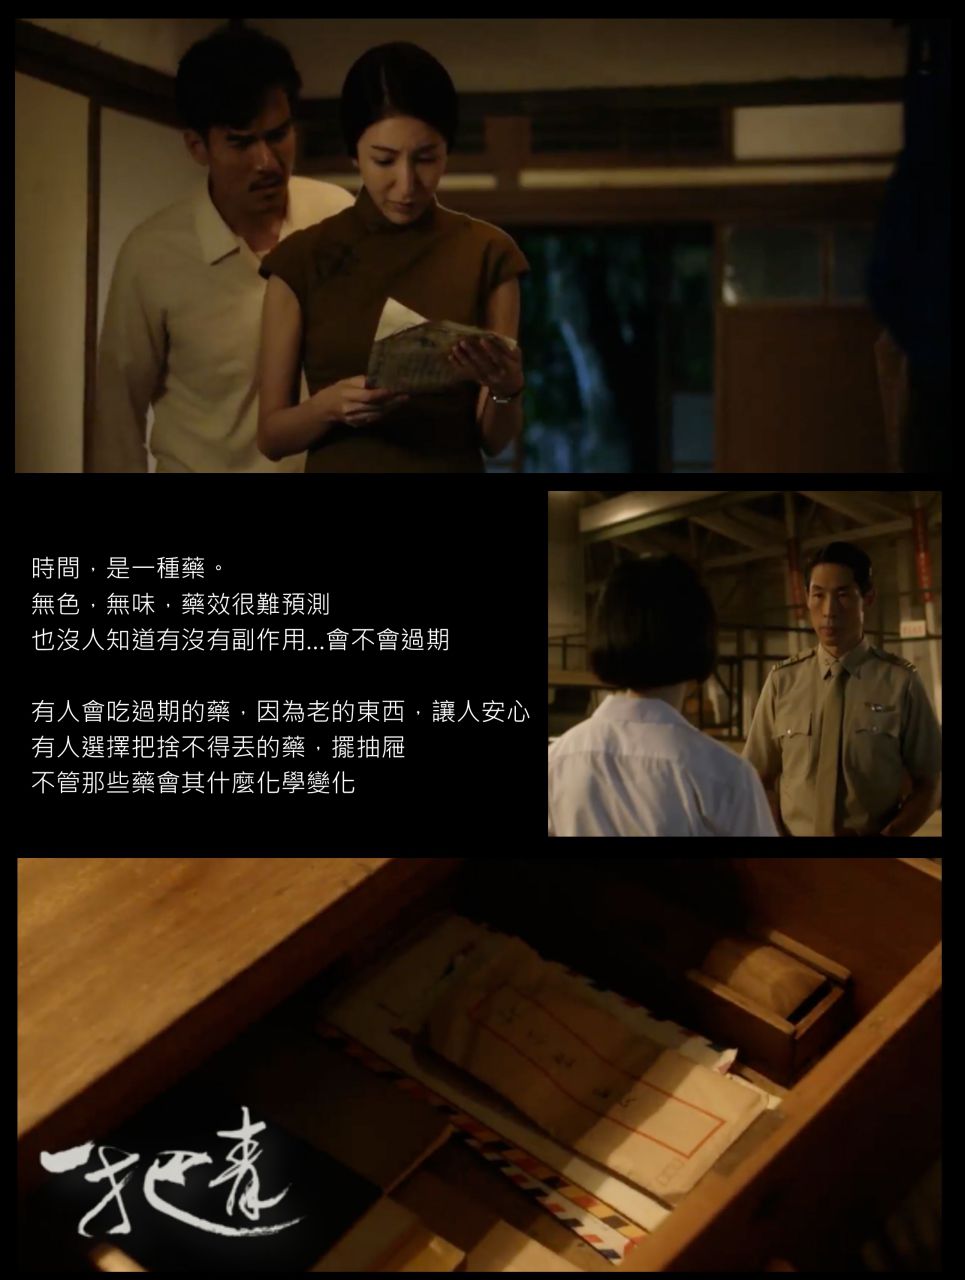 時間，是一種藥。
無色，無味，藥效很難預測
也沒人知道有沒有副作用...會不會過期
有人會吃過期的藥，因為老的東西，讓人安心
有人選擇把捨不得丟的藥，擺抽屜
不管那些藥會其什麼化學變化
一把青